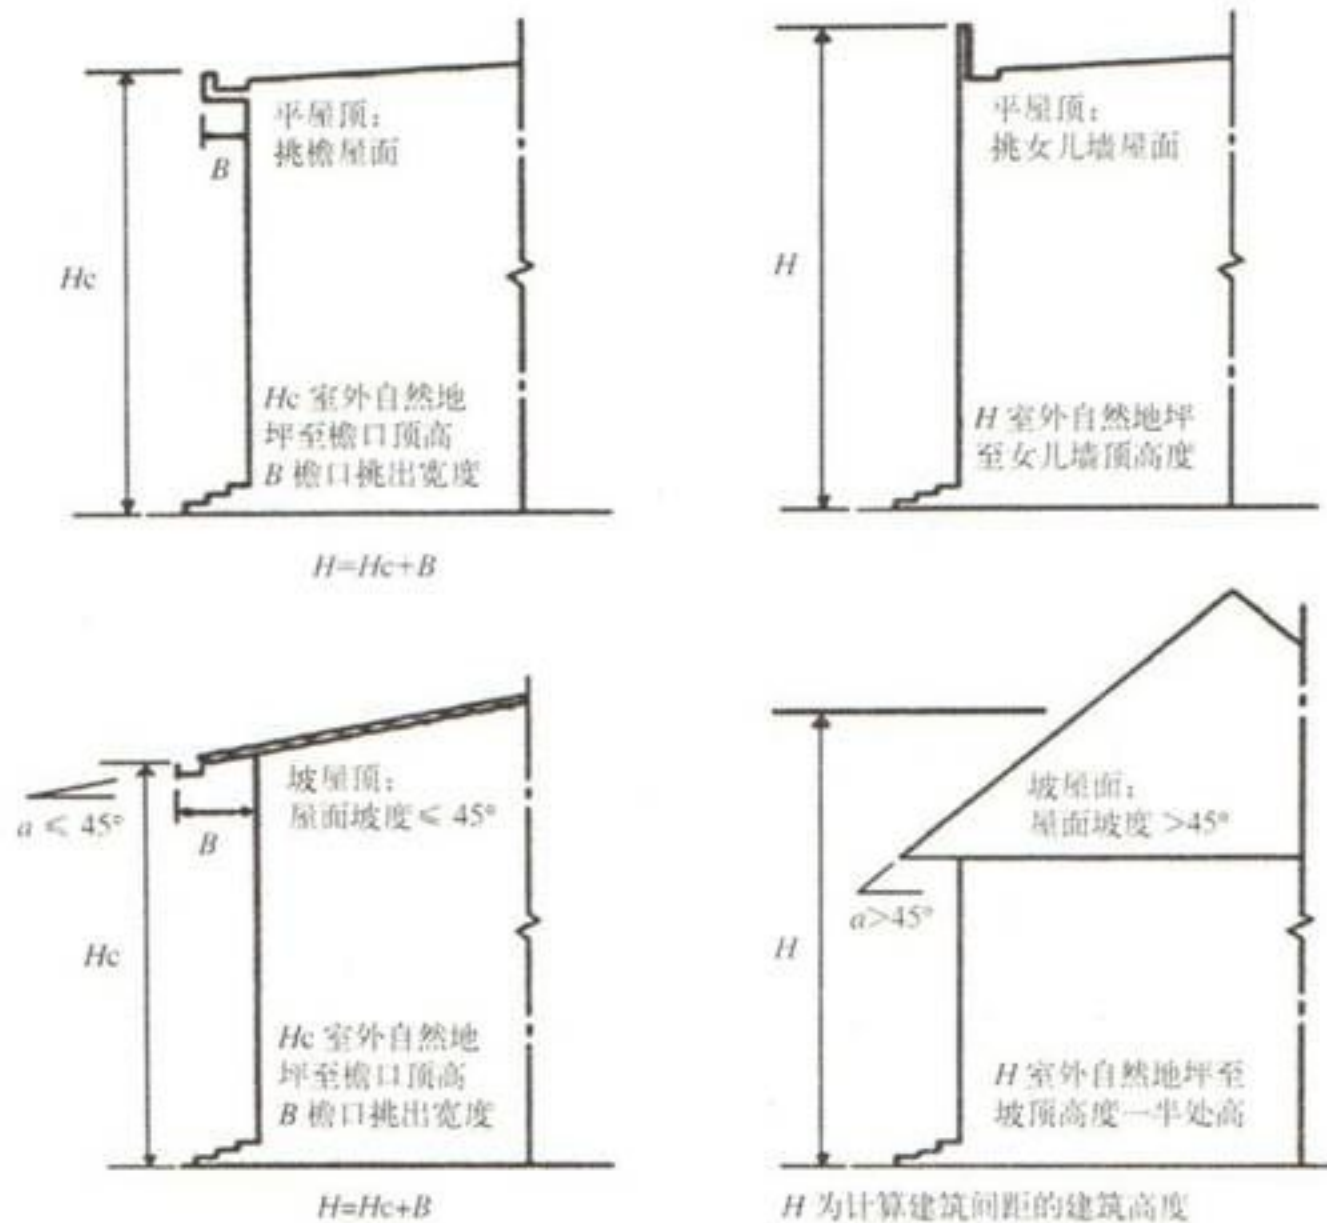 平屋顶：
挑檐屋面
B
Hc
Hc 室外自然地
坪至檐口顶高
B 檐口挑出宽度
H=Hc+B
平屋顶：
挑女儿墙屋面
H
H 室外自然地坪
至女儿墙顶高度
坡屋顶：
屋面坡度 ≤ 45°
a ≤ 45°
B
Hc
Hc 室外自然地
坪至檐口顶高
B 檐口挑出宽度
H=Hc+B
坡屋面：
屋面坡度 >45°
a>45°
H
H 室外自然地坪至
坡顶高度一半处高
H 为计算建筑间距的建筑高度